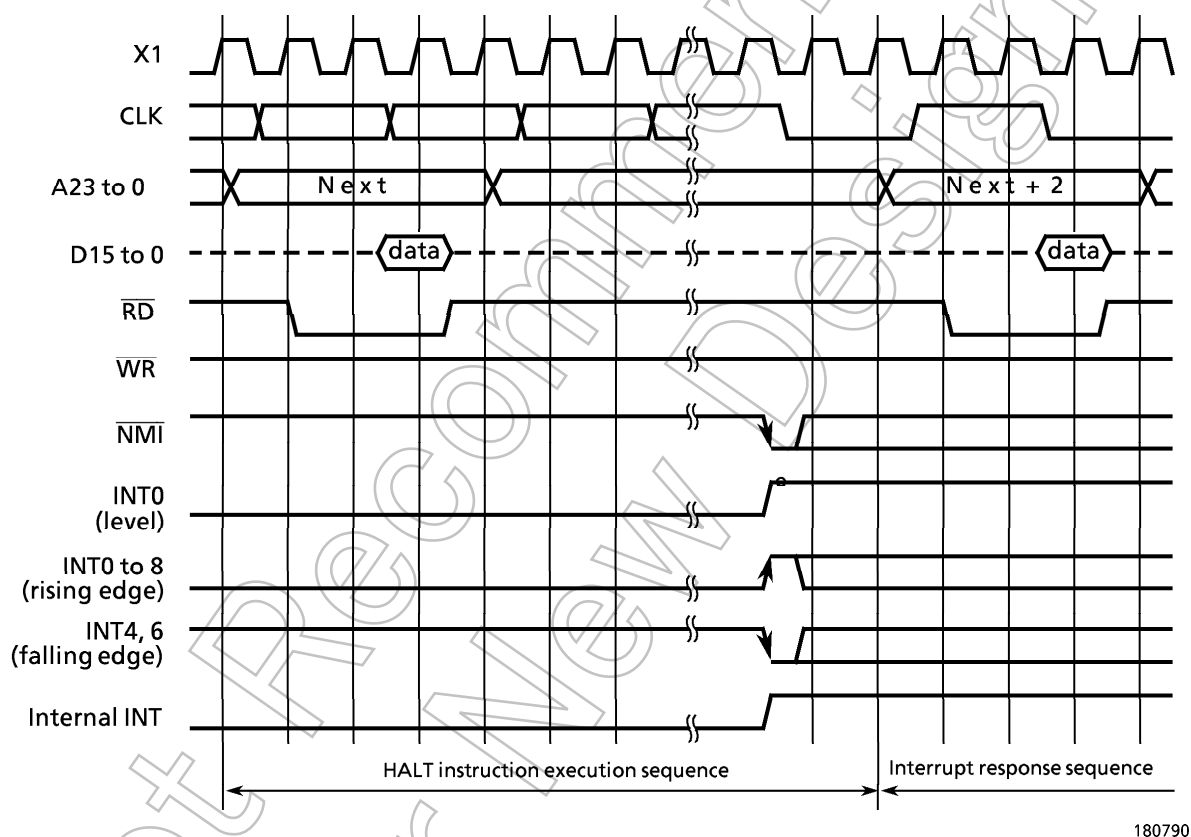 X1
CLK
A23 to 0
Next
Next + 2
D15 to 0
data
data
RD
WR
NMI
INT0
(level)
INT0 to 8
(rising edge)
INT4, 6
(falling edge)
Internal INT
HALT instruction execution sequence
Interrupt response sequence
180790